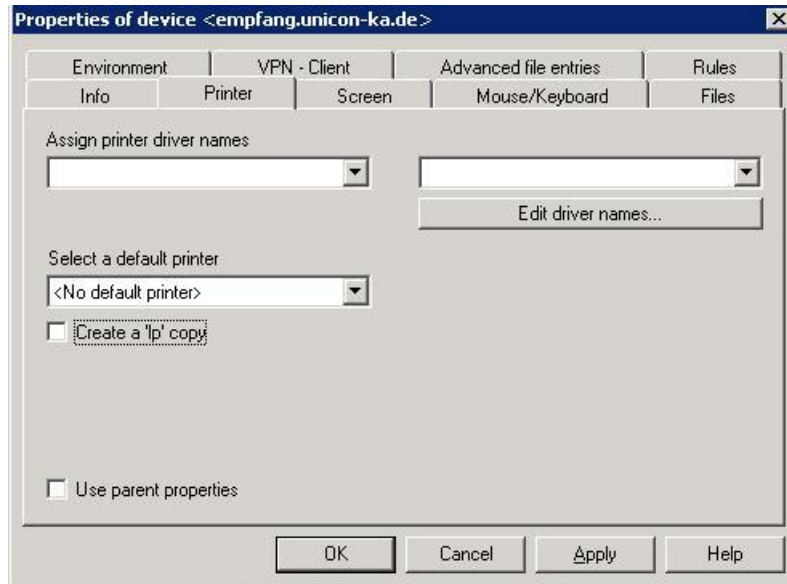 Properties of device <empfang.unicon-ka.de>
Environment VPN - Client Advanced file entries Rules
Info Printer Screen Mouse/Keyboard Files
Assign printer driver names
Edit driver names...
Select a default printer
<No default printer>
Create a 'lp' copy
Use parent properties
OK Cancel Apply Help